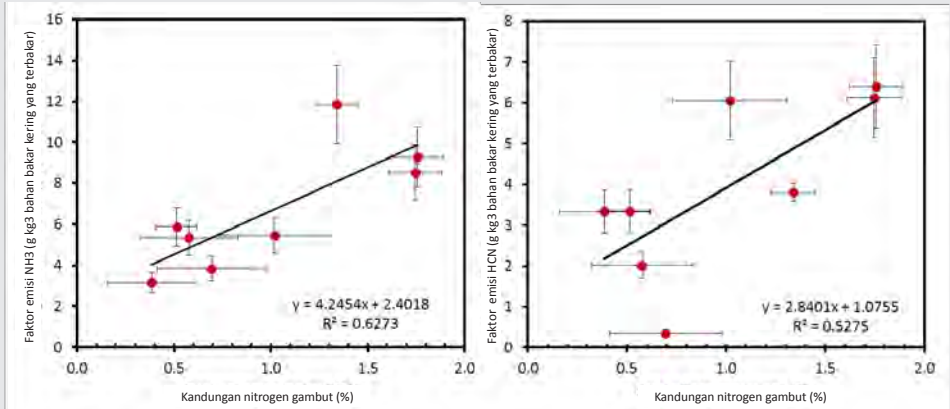 Faktor emisi NH3 (g kg3 bahan bakar kering yang terbakar)
16
14
12
10
8
6
4
2
0
y = 4.2454x + 2.4018
R² = 0.6273
0.0 0.5 1.0 1.5 2.0
Kandungan nitrogen gambut (%)
Faktor emisi HCN (g kg3 bahan bakar kering yang terbakar)
8
7
6
5
4
3
2
1
0
y = 2.8401x + 1.0755
R² = 0.5275
0.0 0.5 1.0 1.5 2.0
Kandungan nitrogen gambut (%)